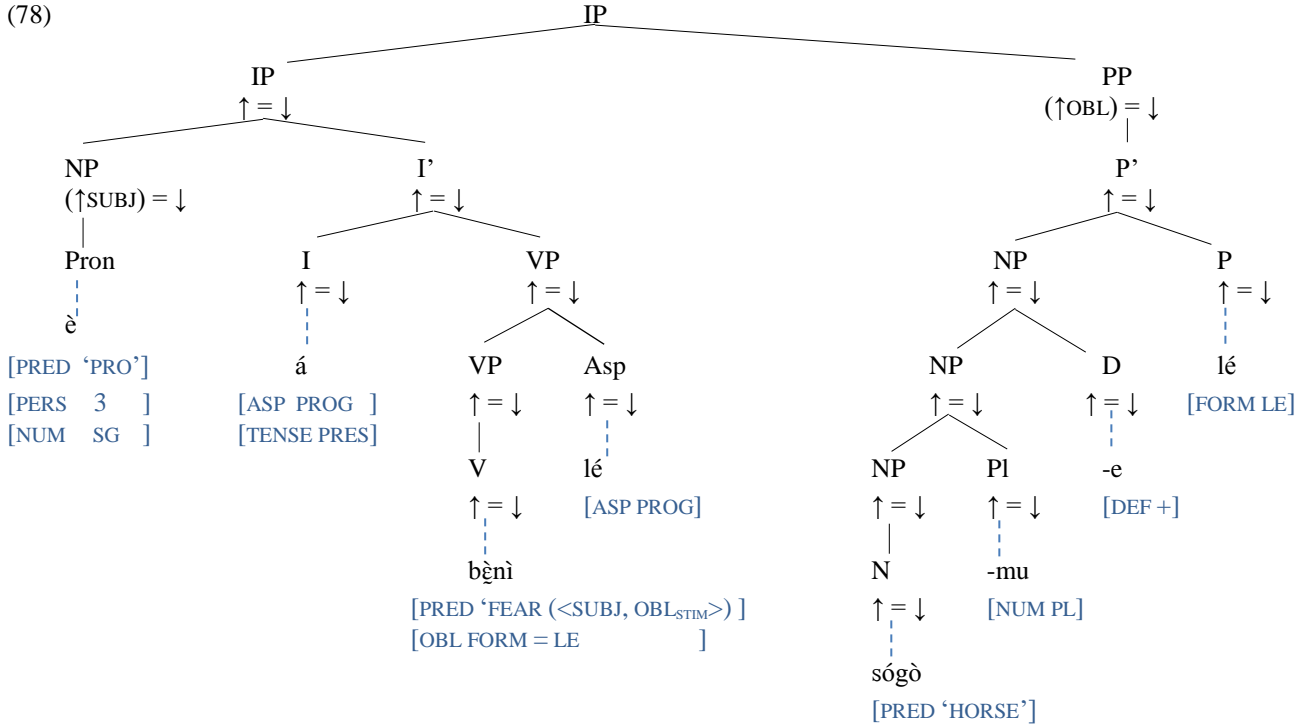 (78) IP
IP PP
↑ = ↓ (↑OBL) = ↓
NP I’ P’
(↑SUBJ) = ↓ ↑ = ↓ ↑ = ↓
Pron I VP NP P
↑ = ↓ ↑ = ↓ ↑ = ↓ ↑ = ↓
è
[PRED ‘PRO’] á VP Asp NP D lé
[PERS 3 ] [ASP PROG ] ↑ = ↓ ↑ = ↓ ↑ = ↓ ↑ = ↓ [FORM LE]
[NUM SG ] [TENSE PRES]
V lé NP Pl -e
↑ = ↓ [ASP PROG] ↑ = ↓ ↑ = ↓ [DEF +]
bɛ̰̀nì N -mu
[PRED ‘FEAR (<SUBJ, OBLSTIM>) ] ↑ = ↓ [NUM PL]
[OBL FORM = LE ]
sógò
[PRED ‘HORSE’]